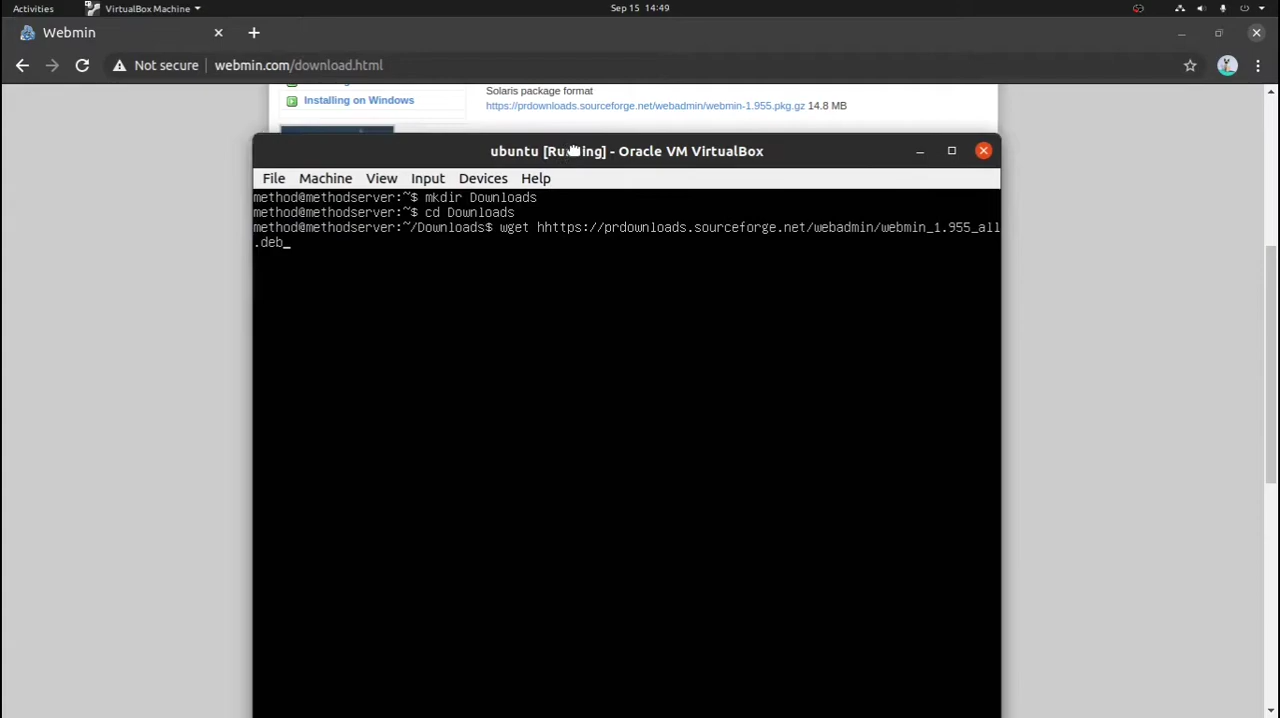 Activities
VirtualBox Machine
Sep 15 14:49
Webmin
Not secure
webmin.com/download.html
Solaris package format
Installing on Windows
https://prdownloads.sourceforge.net/webadmin/webmin-1.955.pkg.gz 14.8 MB
ubuntu [Running] - Oracle VM VirtualBox
File Machine View Input Devices Help
method@methodserver:~$ mkdir Downloads
method@methodserver:~$ cd Downloads
method@methodserver:~/Downloads$ wget hhttps://prdownloads.sourceforge.net/webadmin/webmin_1.955_all
.deb_